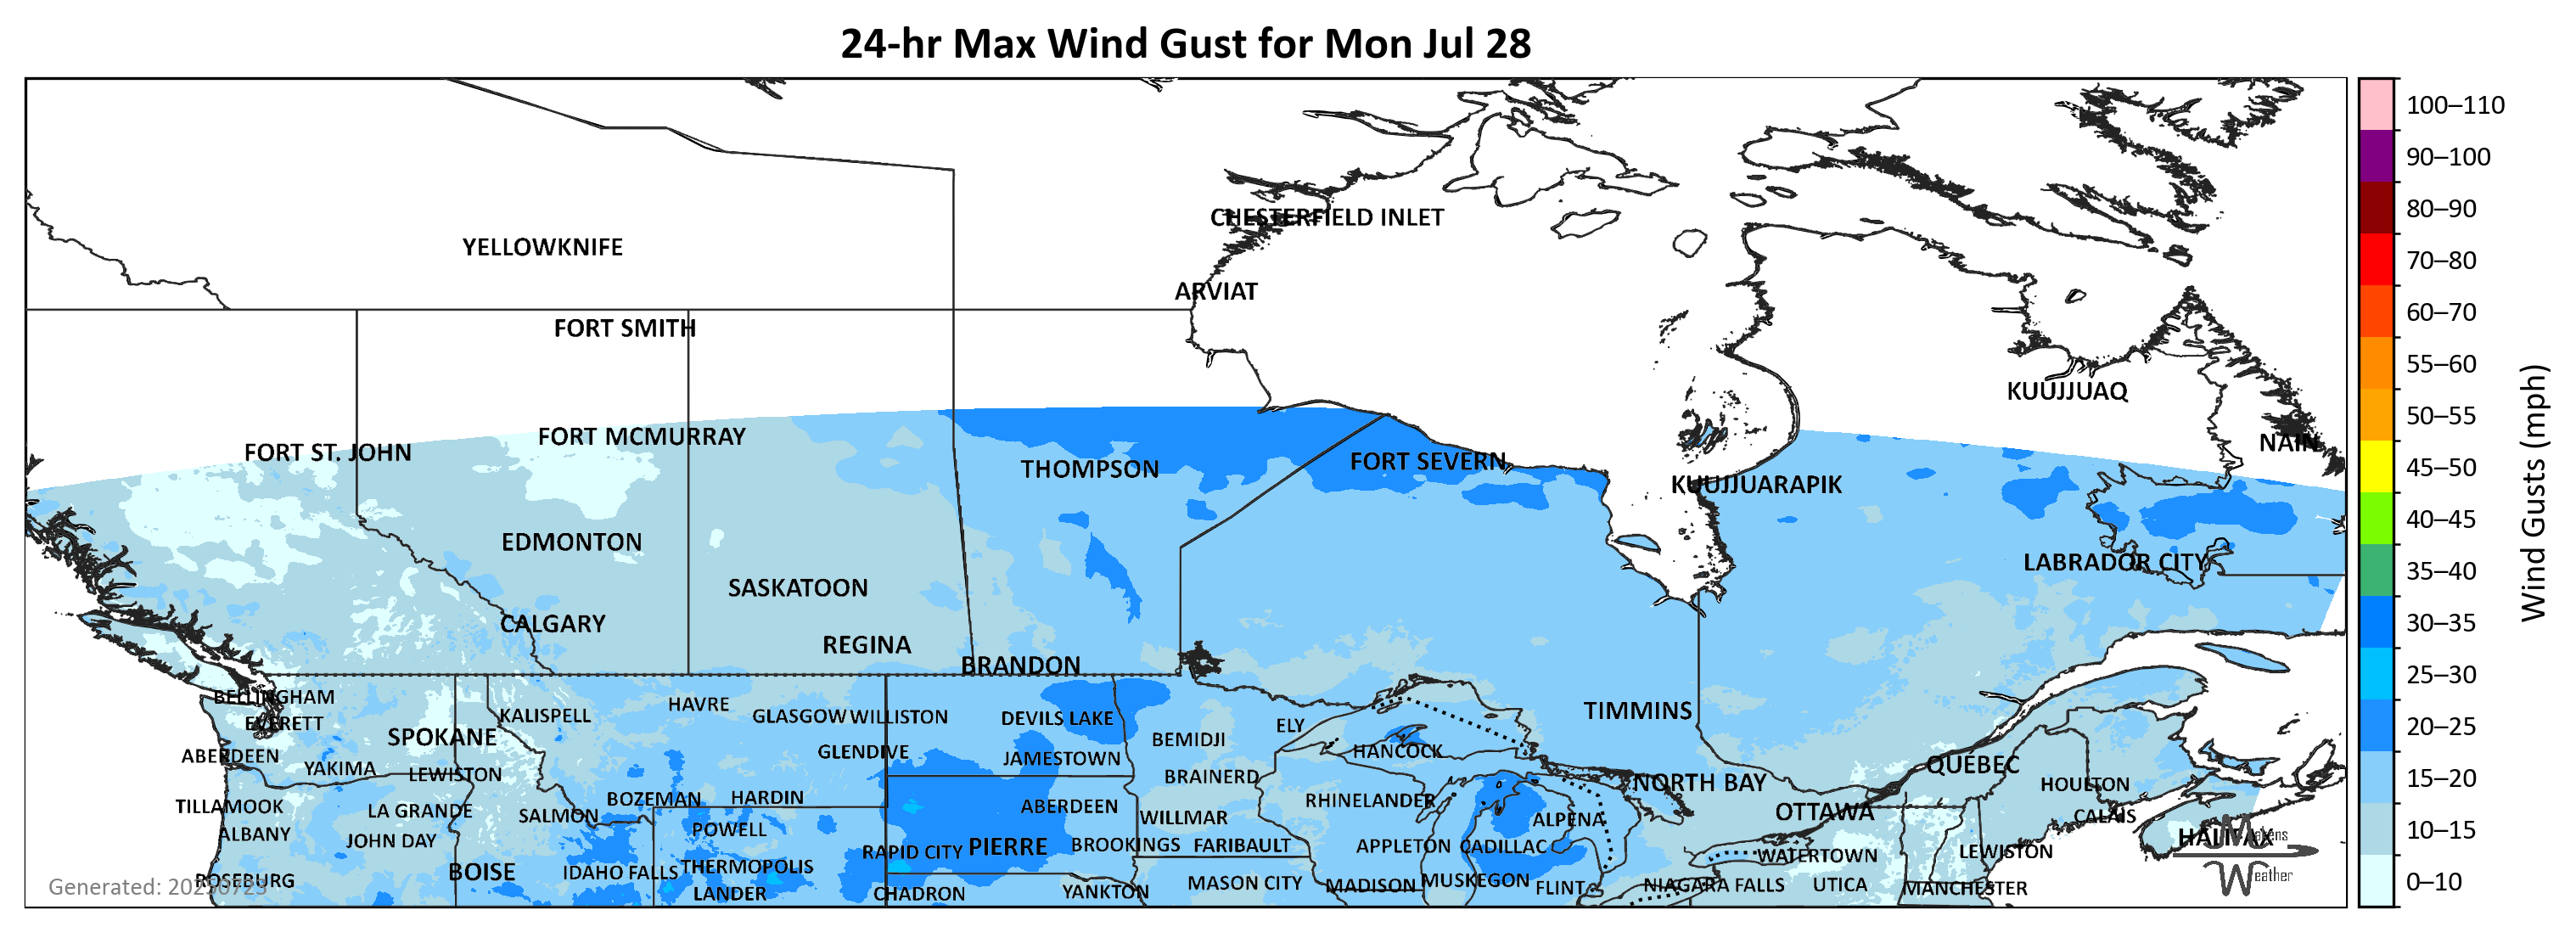 24-hr Max Wind Gust for Mon Jul 28
100–110
90–100
80–90
70–80
60–70
55–60
50–55
45–50
40–45
35–40
30–35
25–30
20–25
15–20
10–15
0–10
Wind Gusts (mph)
CHESTERFIELD INLET
YELLOWKNIFE
ARVIAT
FORT SMITH
KUUJJUAQ
FORT MCMURRAY
NAIN
FORT ST. JOHN
FORT SEVERN
THOMPSON
KUUJJUARAPIK
EDMONTON
LABRADOR CITY
SASKATOON
CALGARY
REGINA
BRANDON
BELLINGHAM
HAVRE
TIMMINS
KALISPELL
GLASGOW
WILLISTON
DEVILS LAKE
EVERETT
ELY
SPOKANE
BEMIDJI
HANCOCK
GLENDIVE
ABERDEEN
JAMESTOWN
QUÉBEC
YAKIMA
LEWISTON
BRAINERD
NORTH BAY
HOULTON
BOZEMAN
HARDIN
RHINELANDER
TILLAMOOK
ABERDEEN
LA GRANDE
OTTAWA
SALMON
WILLMAR
CALAIS
ALPENA
POWELL
ALBANY
HALIFAX
Makens
JOHN DAY
PIERRE
BROOKINGS
FARIBAULT
APPLETON
CADILLAC
RAPID CITY
LEWISTON
WATERTOWN
THERMOPOLIS
BOISE
IDAHO FALLS
Weather
ROSEBURG
MASON CITY
MADISON
MUSKEGON
FLINT
NIAGARA FALLS
UTICA
MANCHESTER
LANDER
CHADRON
YANKTON